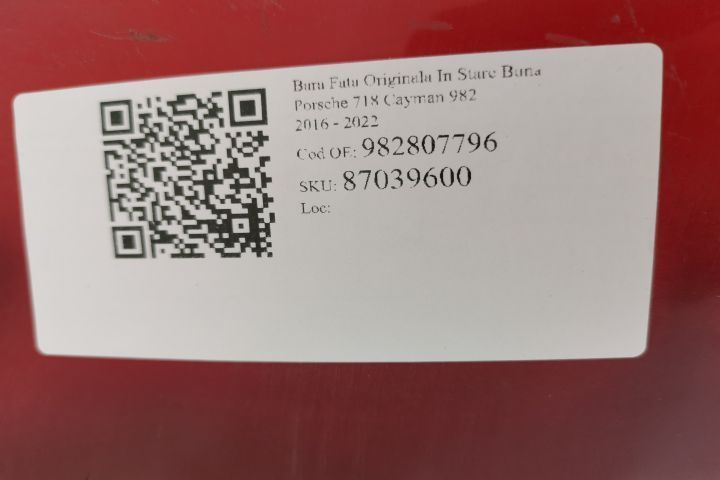 Bara Fata Originala In Stare Buna
Porsche 718 Cayman 982
2016 - 2022
Cod OE: 982807796
SKU: 87039600
Loc: